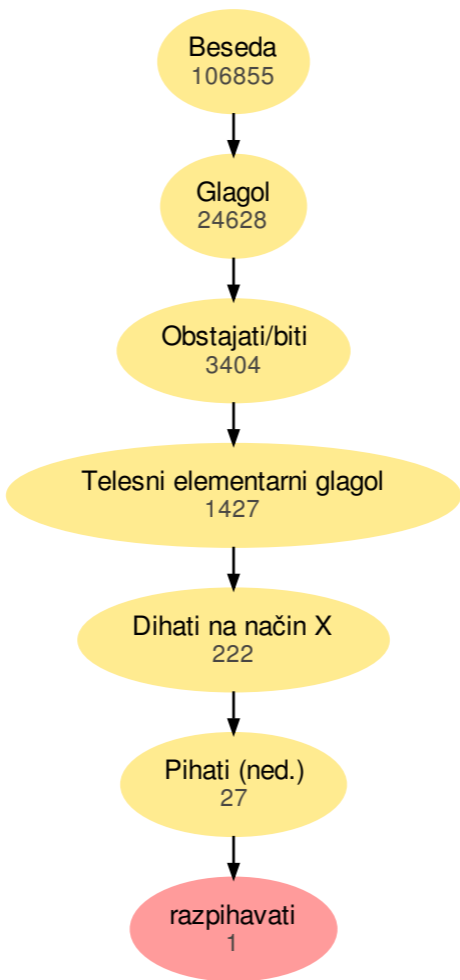 Beseda
106855
Glagol
24628
Obstajati/biti
3404
Telesni elementarni glagol
1427
Dihati na način X
222
Pihati (ned.)
27
razpihavati
1